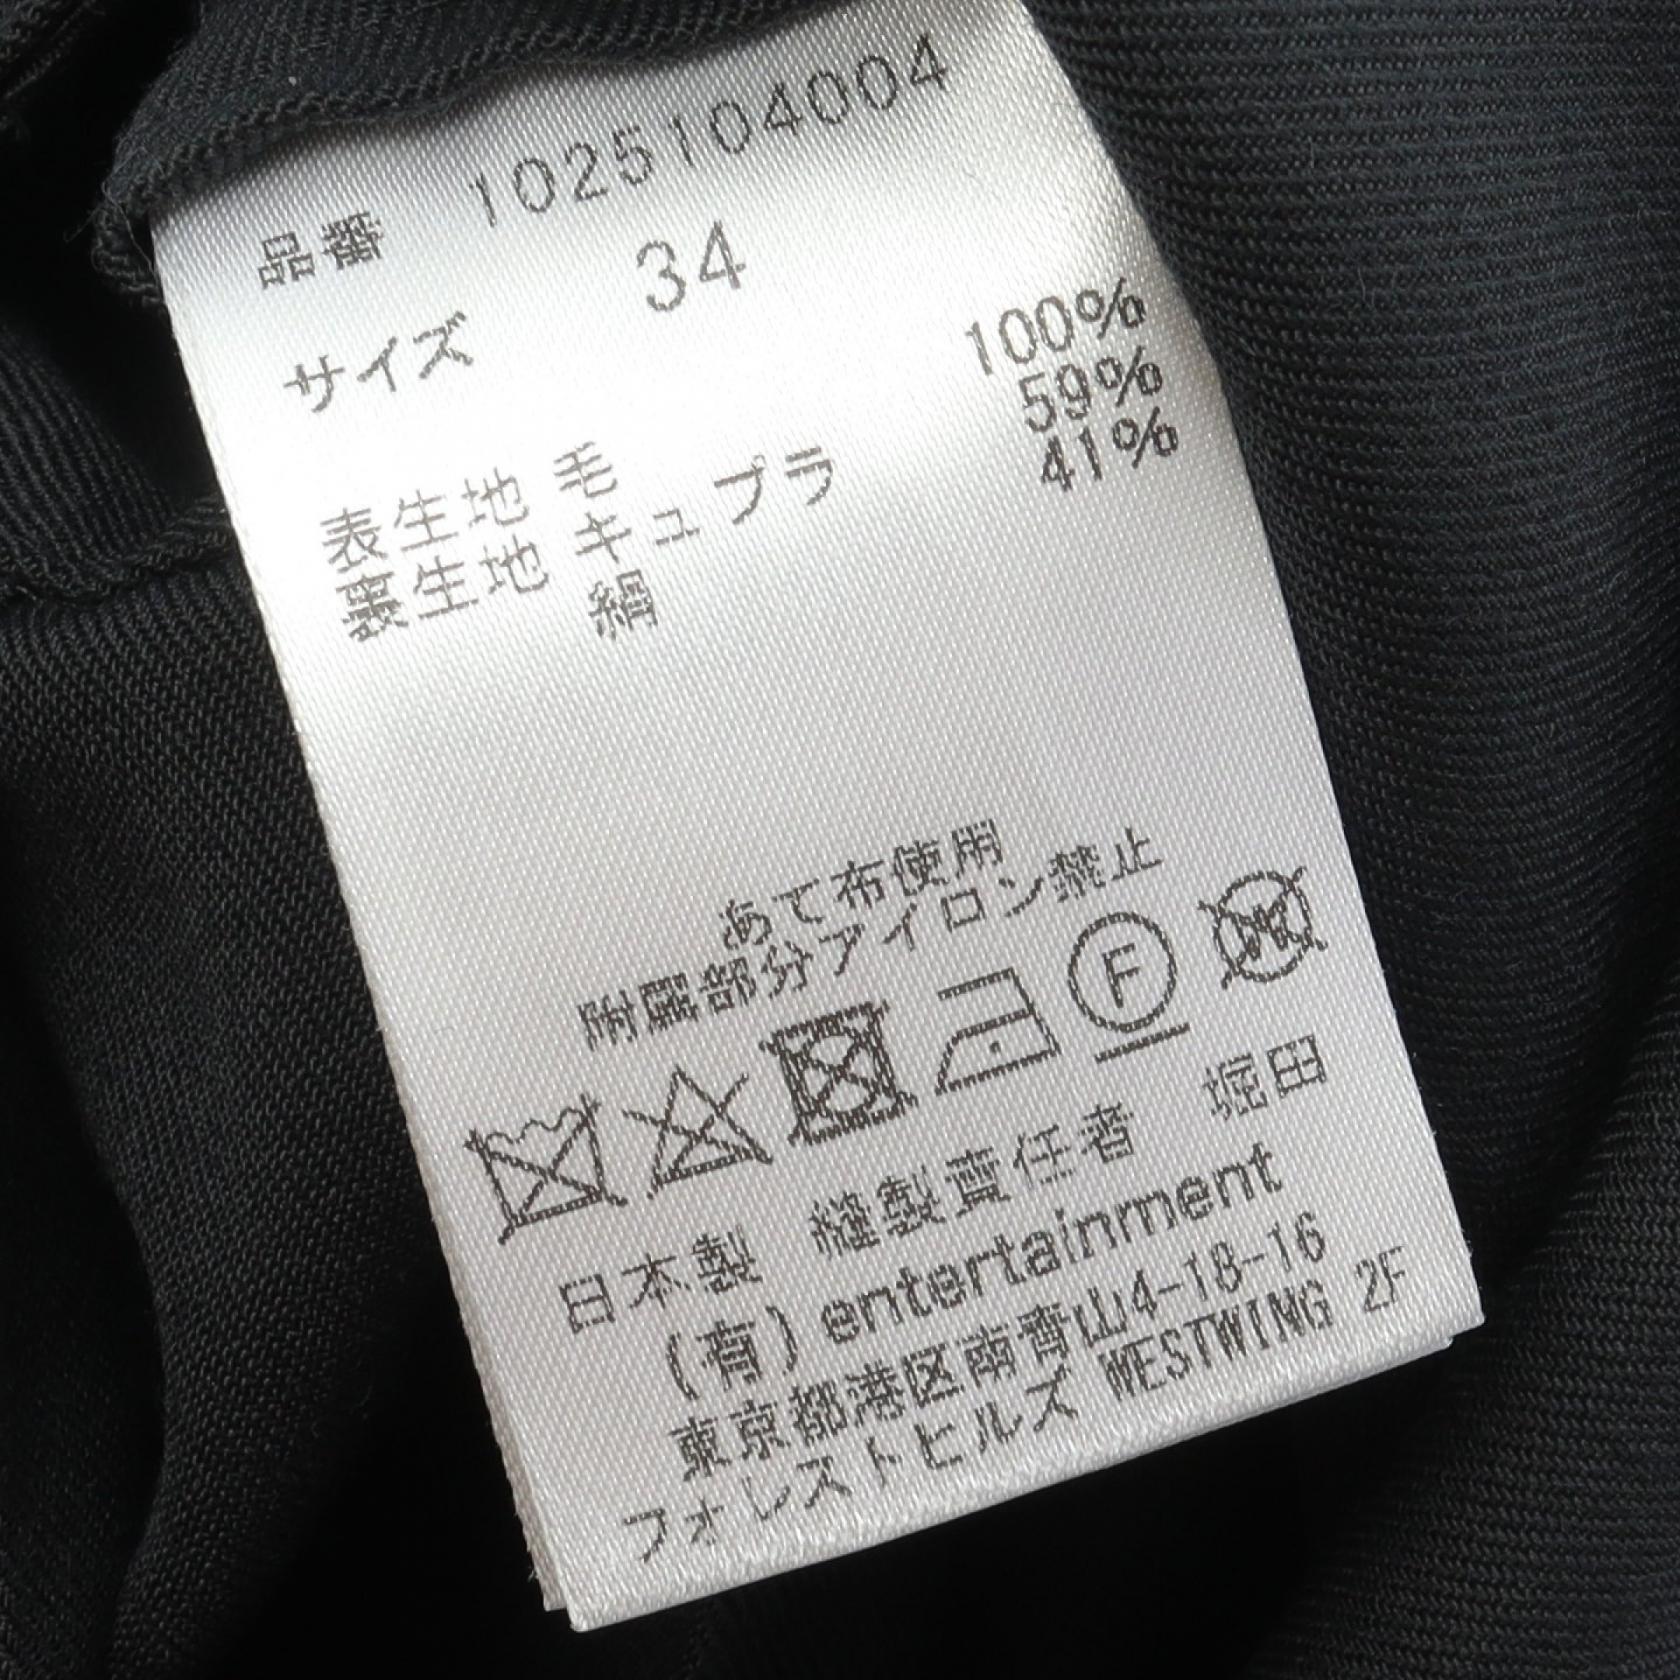 品番 1025104004
サイズ 34
表生地 毛 100%
裏生地 キュプラ 59%
絹 41%
あて布使用
附属部分アイロン禁止
F W
日本製 縫製責任者 堀田
(有) entertainment
東京都港区南青山4-18-16
フォレストヒルズ WESTWING 2F